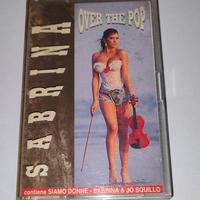 OVER THE POP
SABRINA
contiene SIAMO DONNE - SABRINA & JO SQUILLO